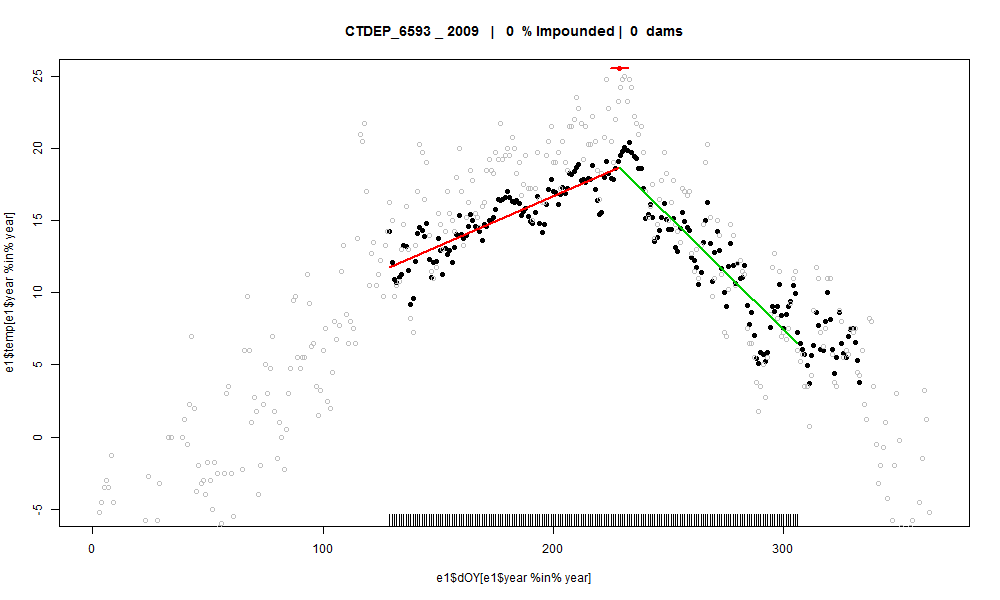 CTDEP_6593 _ 2009 | 0 % Impounded | 0 dams
e1$temp[e1$year %in% year]
25
20
15
10
5
0
-5
0 100 200 300
e1$dOY[e1$year %in% year]